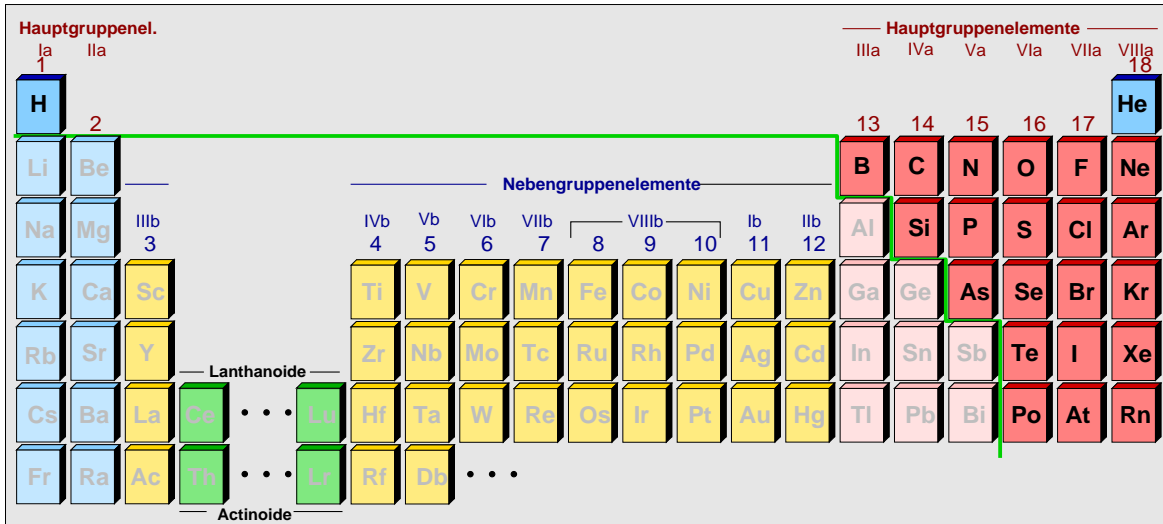 Hauptgruppenel. Hauptgruppenelemente
Ia IIa IIIa IVa Va VIa VIIa VIIIa
1 18
H He
2 13 14 15 16 17
Li Be B C N O F Ne
Nebengruppenelemente
Na Mg IIIb IVb Vb VIb VIIb VIIIb Ib IIb Al Si P S Cl Ar
3 4 5 6 7 8 9 10 11 12
K Ca Sc Ti V Cr Mn Fe Co Ni Cu Zn Ga Ge As Se Br Kr
Rb Sr Y Zr Nb Mo Tc Ru Rh Pd Ag Cd In Sn Sb Te I Xe
Lanthanoide
Cs Ba La Ce • • • Lu Hf Ta W Re Os Ir Pt Au Hg Tl Pb Bi Po At Rn
Fr Ra Ac Th • • • Lr Rf Db • • •
Actinoide